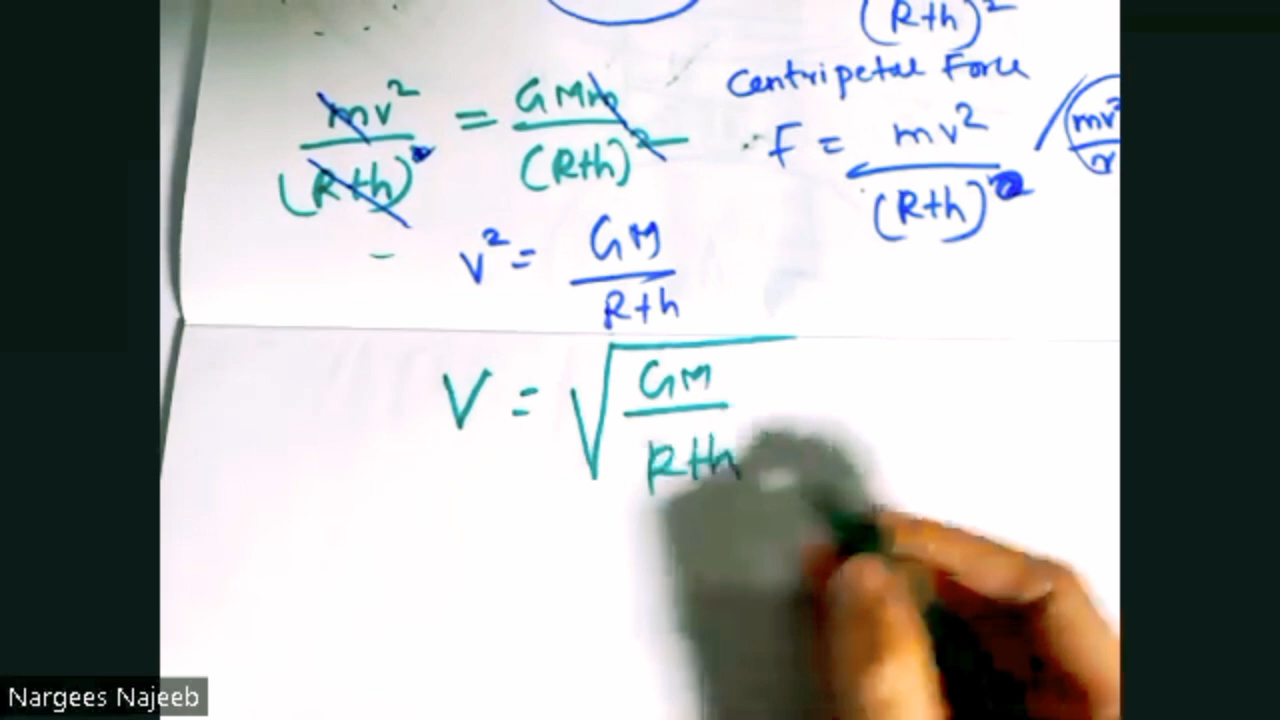 (R+h)²
Centripetal Force
mv² / (R+h) = GMm / (R+h)²
F = mv² / (R+h) / mv² / r
v² = GM / R+h
V = √ GM / R+h
Nargees Najeeb